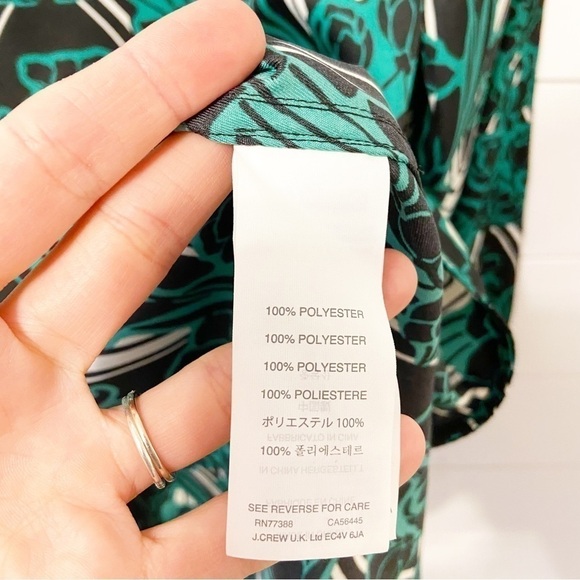 100% POLYESTER
100% POLYESTER
100% POLYESTER
100% POLIESTERE
ポリエステル 100%
100% 폴리에스테르
SEE REVERSE FOR CARE
RN77388 CA56445
J.CREW U.K. Ltd EC4V 6JA